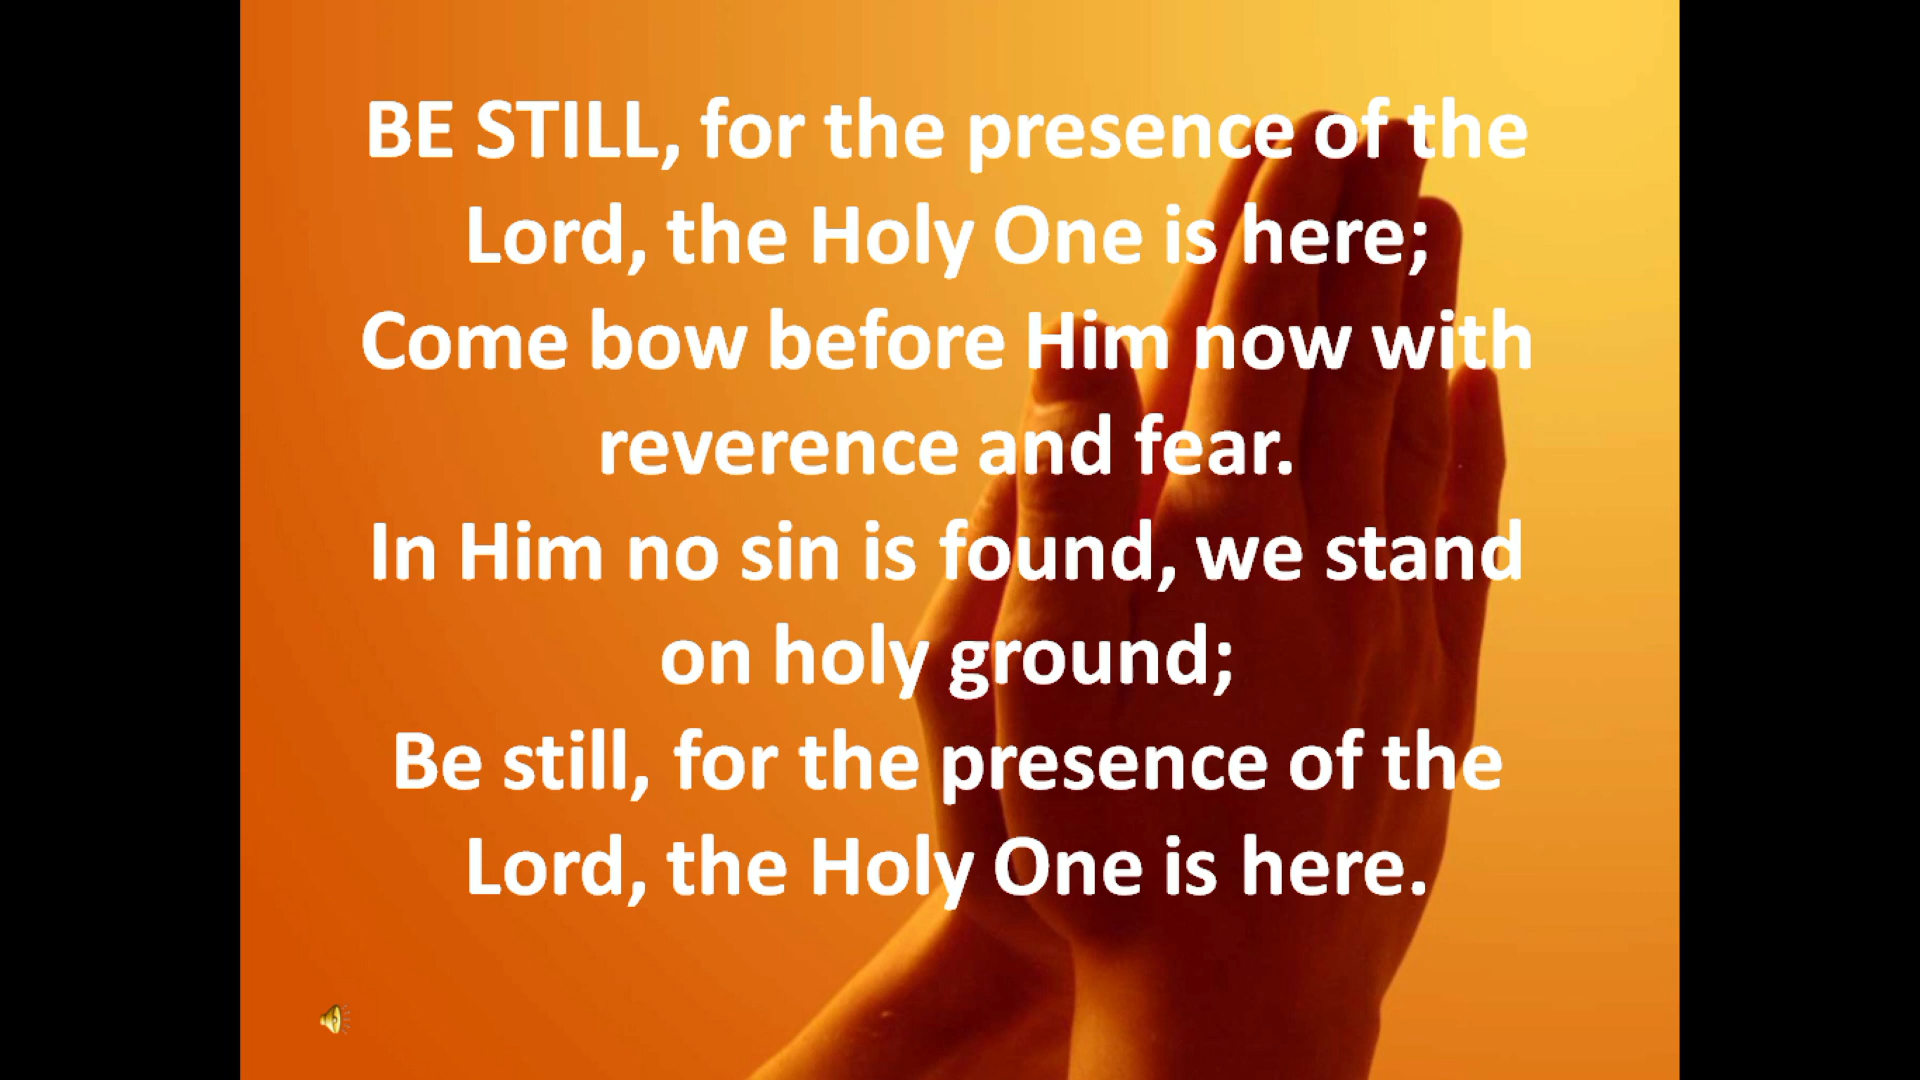 BE STILL, for the presence of the
Lord, the Holy One is here;
Come bow before Him now with
reverence and fear.
In Him no sin is found, we stand
on holy ground;
Be still, for the presence of the
Lord, the Holy One is here.